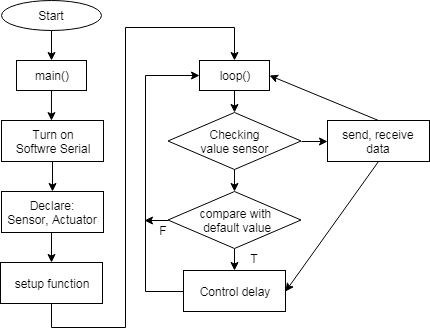 Start
main()
Turn on
Softwre Serial
Declare:
Sensor, Actuator
setup function
loop()
Checking
value sensor
send, receive
data
compare with
default value
F
T
Control delay